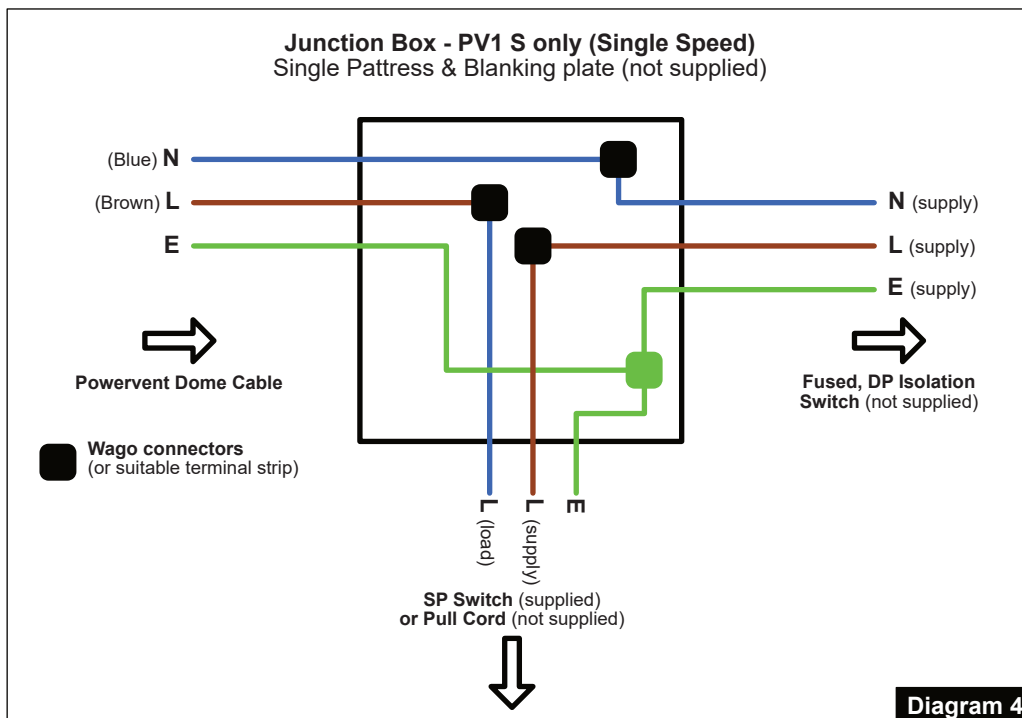 Junction Box - PV1 S only (Single Speed)
Single Pattress & Blanking plate (not supplied)
(Blue) N
(Brown) L
E
N (supply)
L (supply)
E (supply)
Powervent Dome Cable
Fused, DP Isolation
Switch (not supplied)
Wago connectors
(or suitable terminal strip)
L (load)
L (supply)
E
SP Switch (supplied)
or Pull Cord (not supplied)
Diagram 4